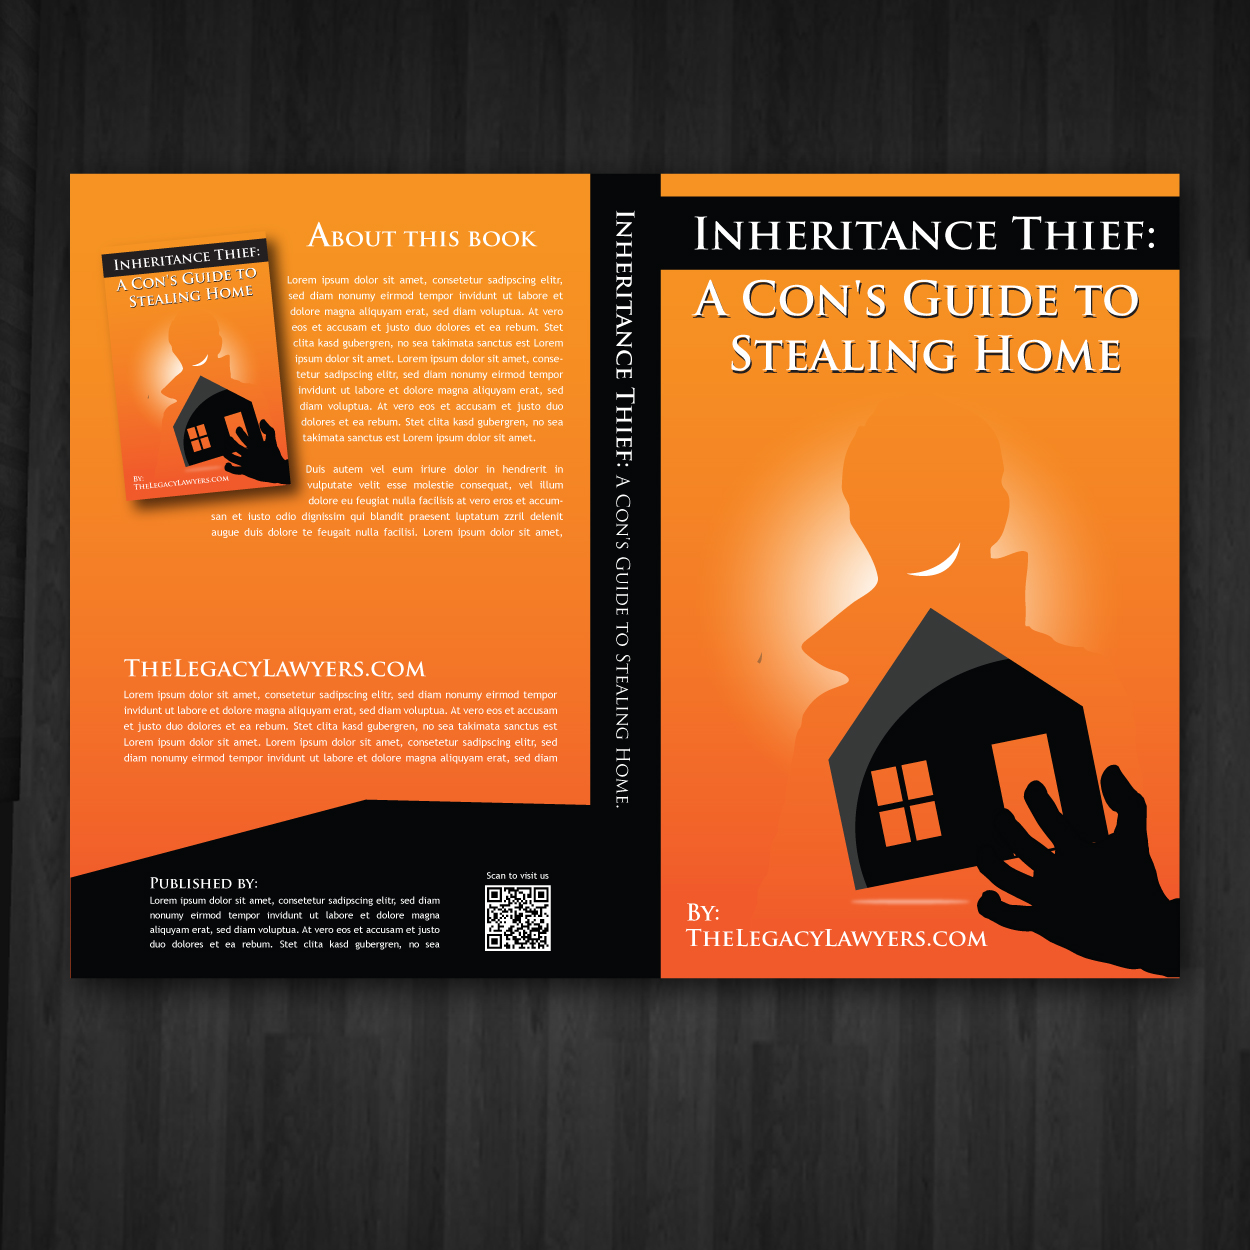 About this book
Inheritance Thief:
A Con's Guide to
Stealing Home
By:
TheLegacyLawyers.com
Lorem ipsum dolor sit amet, consetetur sadipscing elitr,
sed diam nonumy eirmod tempor invidunt ut labore et
dolore magna aliquyam erat, sed diam voluptua. At vero
eos et accusam et justo duo dolores et ea rebum. Stet
clita kasd gubergren, no sea takimata sanctus est Lorem
ipsum dolor sit amet. Lorem ipsum dolor sit amet, conse-
tetur sadipscing elitr, sed diam nonumy eirmod tempor
invidunt ut labore et dolore magna aliquyam erat, sed
diam voluptua. At vero eos et accusam et justo duo
dolores et ea rebum. Stet clita kasd gubergren, no sea
takimata sanctus est Lorem ipsum dolor sit amet.
Duis autem vel eum iriure dolor in hendrerit in
vulputate velit esse molestie consequat, vel illum
dolore eu feugiat nulla facilisis at vero eros et accum-
san et iusto odio dignissim qui blandit praesent luptatum zzril delenit
augue duis dolore te feugait nulla facilisi. Lorem ipsum dolor sit amet,
TheLegacyLawyers.com
Lorem ipsum dolor sit amet, consetetur sadipscing elitr, sed diam nonumy eirmod tempor
invidunt ut labore et dolore magna aliquyam erat, sed diam voluptua. At vero eos et accusam
et justo duo dolores et ea rebum. Stet clita kasd gubergren, no sea takimata sanctus est
Lorem ipsum dolor sit amet. Lorem ipsum dolor sit amet, consetetur sadipscing elitr, sed
diam nonumy eirmod tempor invidunt ut labore et dolore magna aliquyam erat, sed diam
Published by:
Lorem ipsum dolor sit amet, consetetur sadipscing elitr, sed diam
nonumy eirmod tempor invidunt ut labore et dolore magna
aliquyam erat, sed diam voluptua. At vero eos et accusam et justo
duo dolores et ea rebum. Stet clita kasd gubergren, no sea
Scan to visit us
Inheritance Thief: A Con's Guide to Stealing Home.
Inheritance Thief:
A Con's Guide to
Stealing Home
By:
TheLegacyLawyers.com